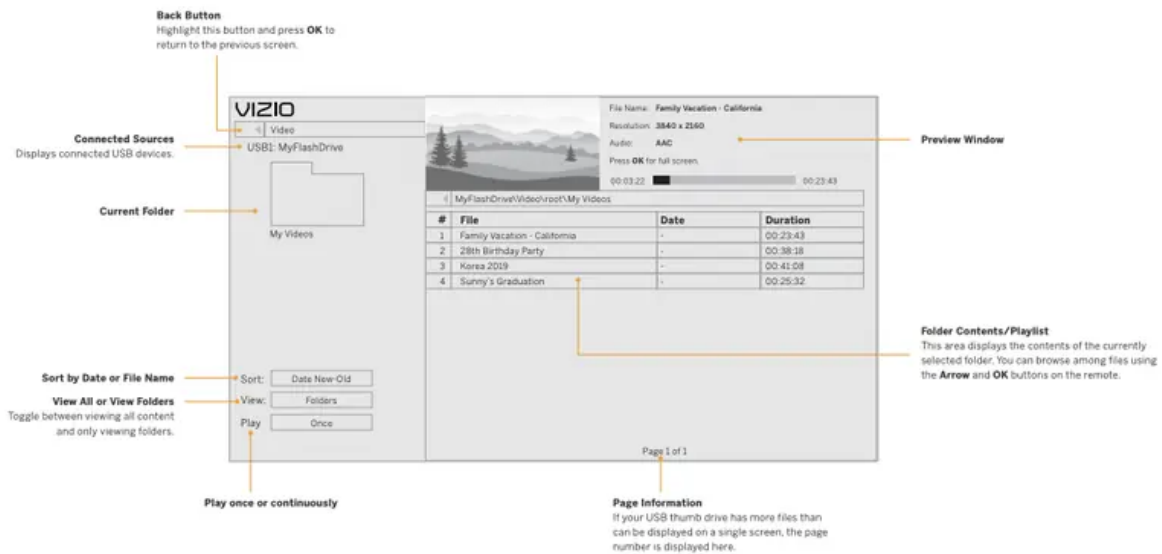 Back Button
Highlight this button and press OK to
return to the previous screen.
VIZIO
Video
USB1: MyFlashDrive
My Videos
Connected Sources
Displays connected USB devices.
Current Folder
File Name: Family Vacation - California
Resolution: 3840 x 2160
Audio: AAC
Press OK for full screen.
00:03:22 00:23:43
Preview Window
MyFlashDrive\Video\root\My Videos
# File Date Duration
1 Family Vacation - California - 00:23:43
2 28th Birthday Party - 00:38:18
3 Korea 2019 - 00:41:08
4 Sunny's Graduation - 00:25:32
Folder Contents/Playlist
This area displays the contents of the currently
selected folder. You can browse among files using
the Arrow and OK buttons on the remote.
Sort by Date or File Name
Sort: Date New-Old
View All or View Folders
Toggle between viewing all content
and only viewing folders.
View: Folders
Play Once
Page 1 of 1
Play once or continuously
Page Information
If your USB thumb drive has more files than
can be displayed on a single screen, the page
number is displayed here.